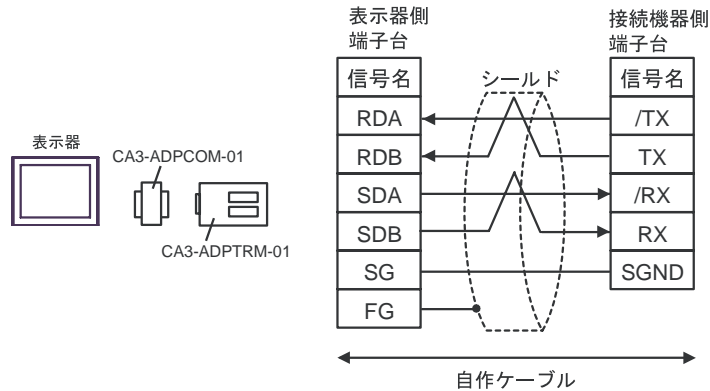 表示器
CA3-ADPCOM-01
CA3-ADPTRM-01
表示器側
端子台
接続機器側
端子台
信号名
シールド
信号名
RDA
/TX
RDB
TX
SDA
/RX
SDB
RX
SG
SGND
FG
自作ケーブル